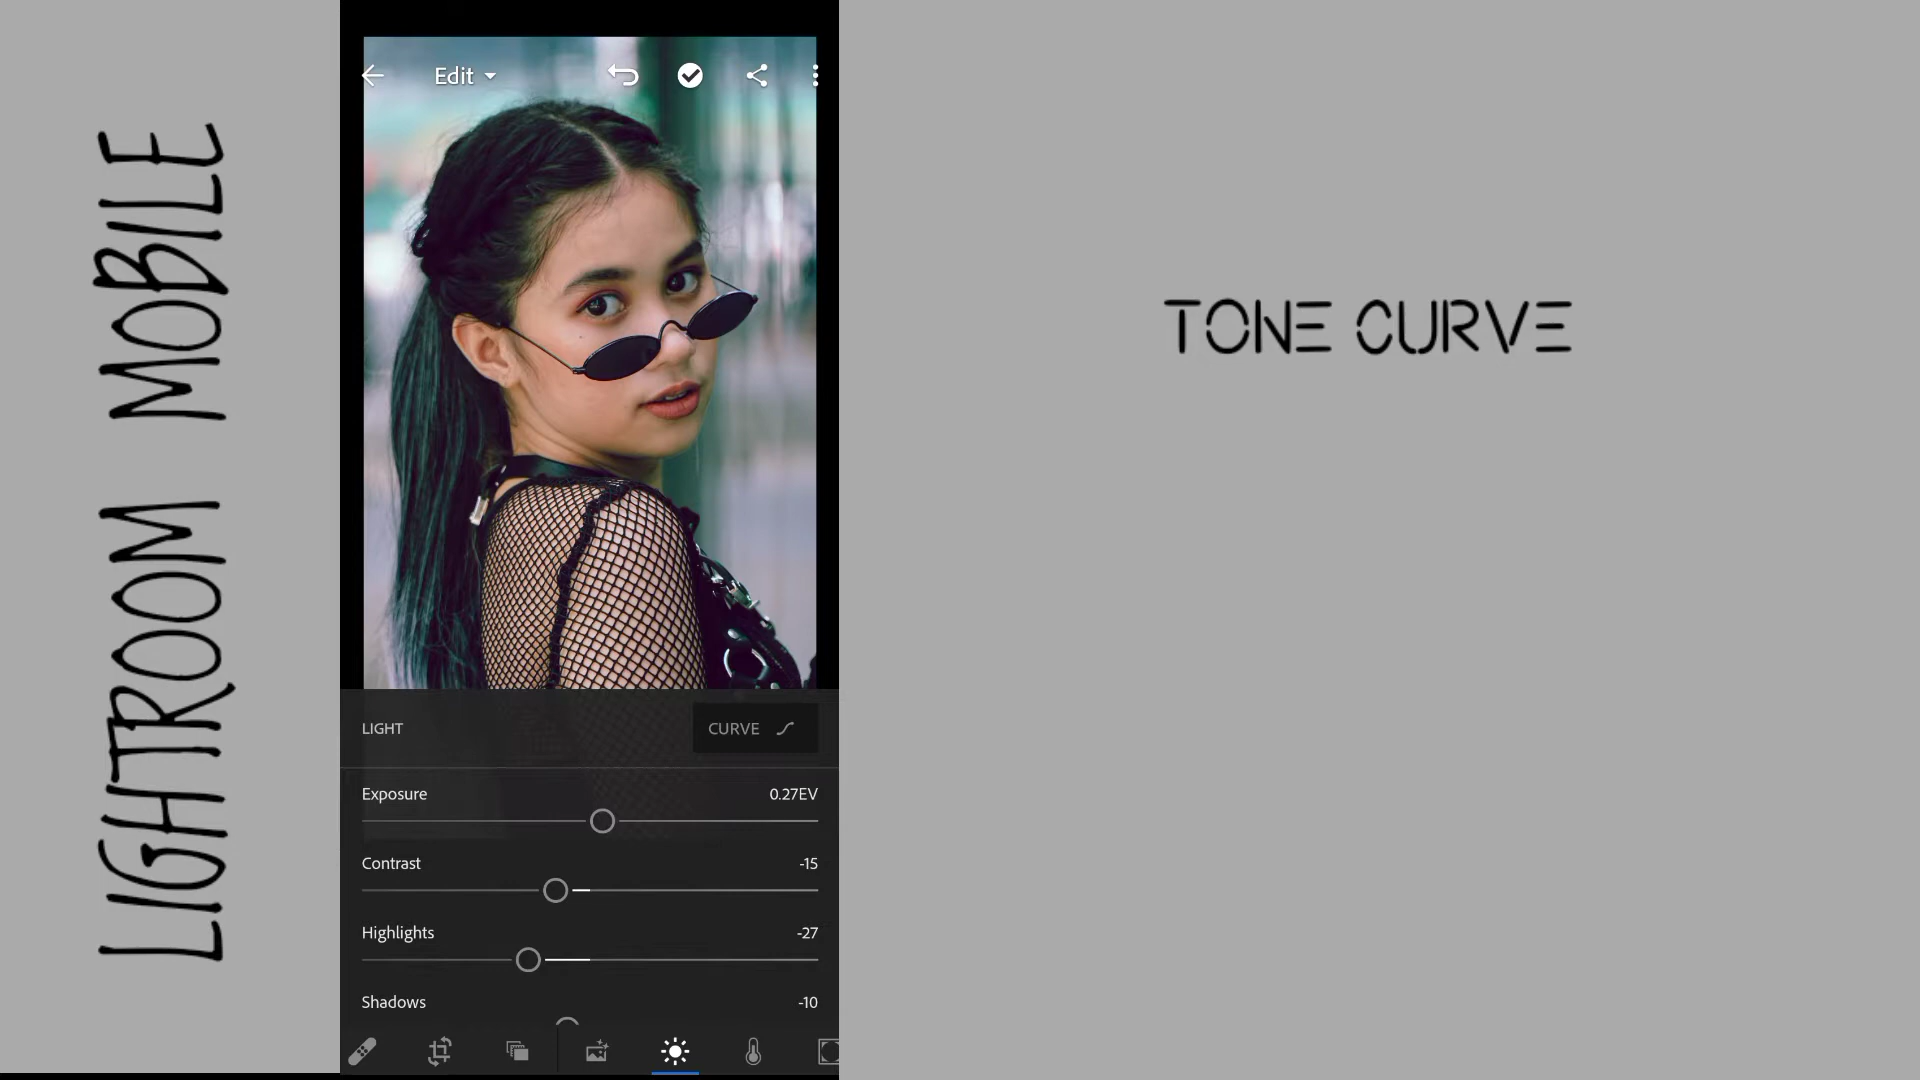 LIGHTROOM MOBILE
Edit
TONE CURVE
LIGHT
CURVE
Exposure 0.27EV
Contrast -15
Highlights -27
Shadows -10